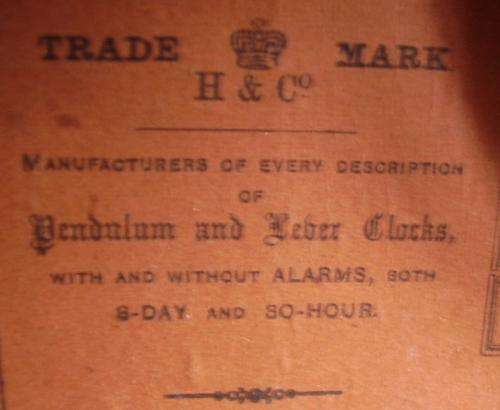 TRADE MARK
H & Cº
MANUFACTURERS OF EVERY DESCRIPTION
OF
Pendulum and Lever Clocks,
WITH AND WITHOUT ALARMS, BOTH
8-DAY AND 30-HOUR.